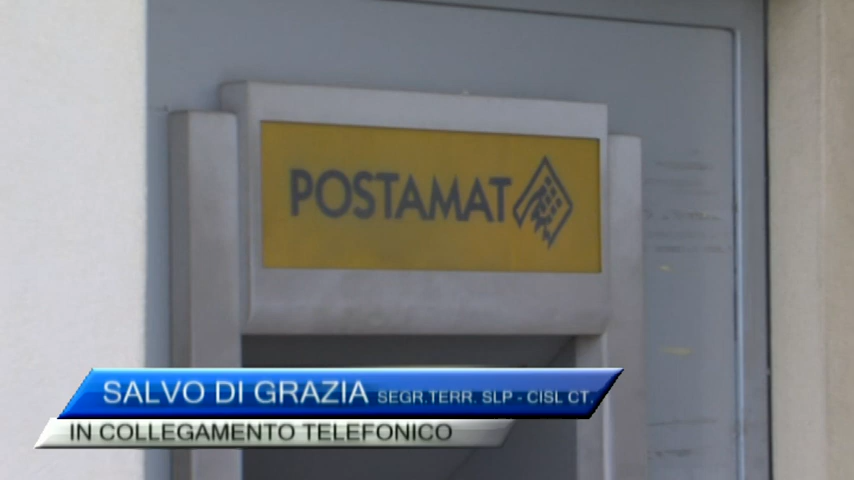 POSTAMAT
SALVO DI GRAZIA SEGR.TERR. SLP - CISL CT.
IN COLLEGAMENTO TELEFONICO